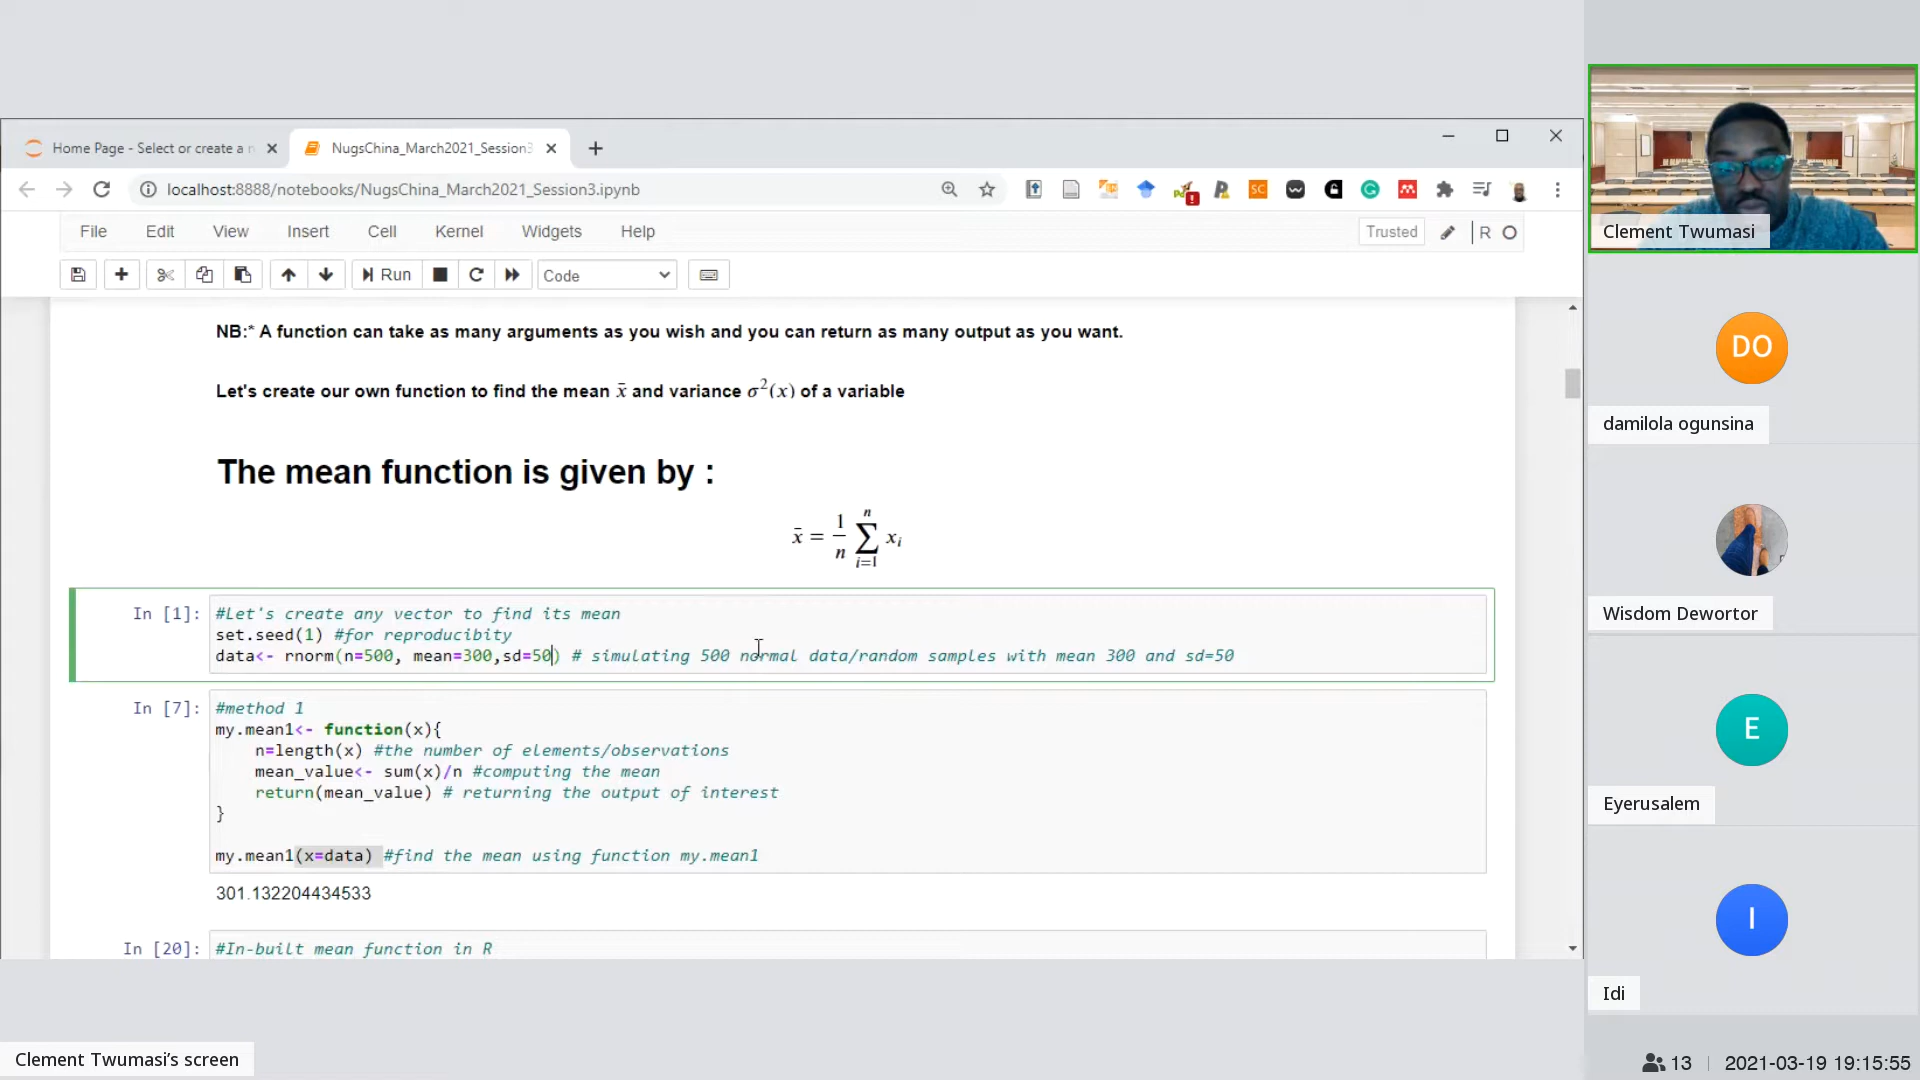 Home Page - Select or create a n
NugsChina_March2021_Session3
localhost:8888/notebooks/NugsChina_March2021_Session3.ipynb
SC
File Edit View Insert Cell Kernel Widgets Help
Trusted
R
Run
Code
NB:* A function can take as many arguments as you wish and you can return as many output as you want.
Let's create our own function to find the mean x̄ and variance σ²(x) of a variable
The mean function is given by :
x̄ = 1/n ∑ i=1 n xᵢ
In [1]: #Let's create any vector to find its mean
set.seed(1) #for reproducibity
data<- rnorm(n=500, mean=300,sd=50) # simulating 500 normal data/random samples with mean 300 and sd=50
In [7]: #method 1
my.mean1<- function(x){
n=length(x) #the number of elements/observations
mean_value<- sum(x)/n #computing the mean
return(mean_value) # returning the output of interest
}
my.mean1(x=data) #find the mean using function my.mean1
301.132204434533
In [20]: #In-built mean function in R
Clement Twumasi
DO
damilola ogunsina
Wisdom Dewortor
E
Eyerusalem
I
Idi
Clement Twumasi's screen
13
2021-03-19 19:15:55